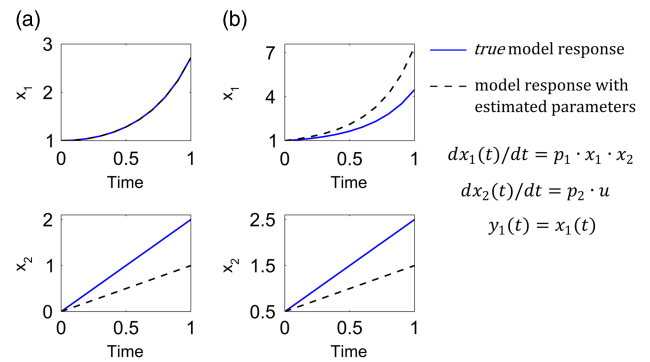 (a)
(b)
3
2
1
x₁
0
0.5
1
Time
7
4
1
x₁
0
0.5
1
Time
true model response
model response with
estimated parameters
dx₁(t)/dt = p₁ · x₁ · x₂
dx₂(t)/dt = p₂ · u
y₁(t) = x₁(t)
2
1
0
x₂
0
0.5
1
Time
2.5
1.5
0.5
x₂
0
0.5
1
Time